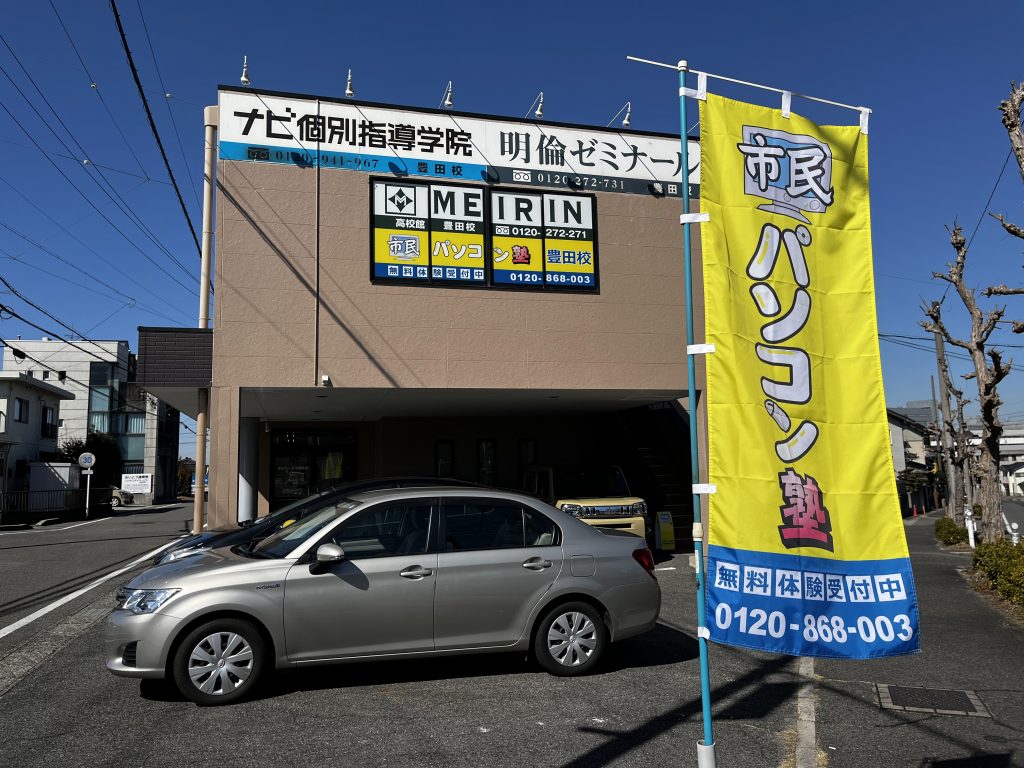 ナビ個別指導学院
0120-941-967 豊田校
明倫ゼミナール
0120-272-731 豊田校
MEIRIN
高校館 豊田校 0120-272-271
市民パソコン塾 豊田校
無料体験受付中 0120-868-003
市民
パソコン塾
無料体験受付中
0120-868-003
30